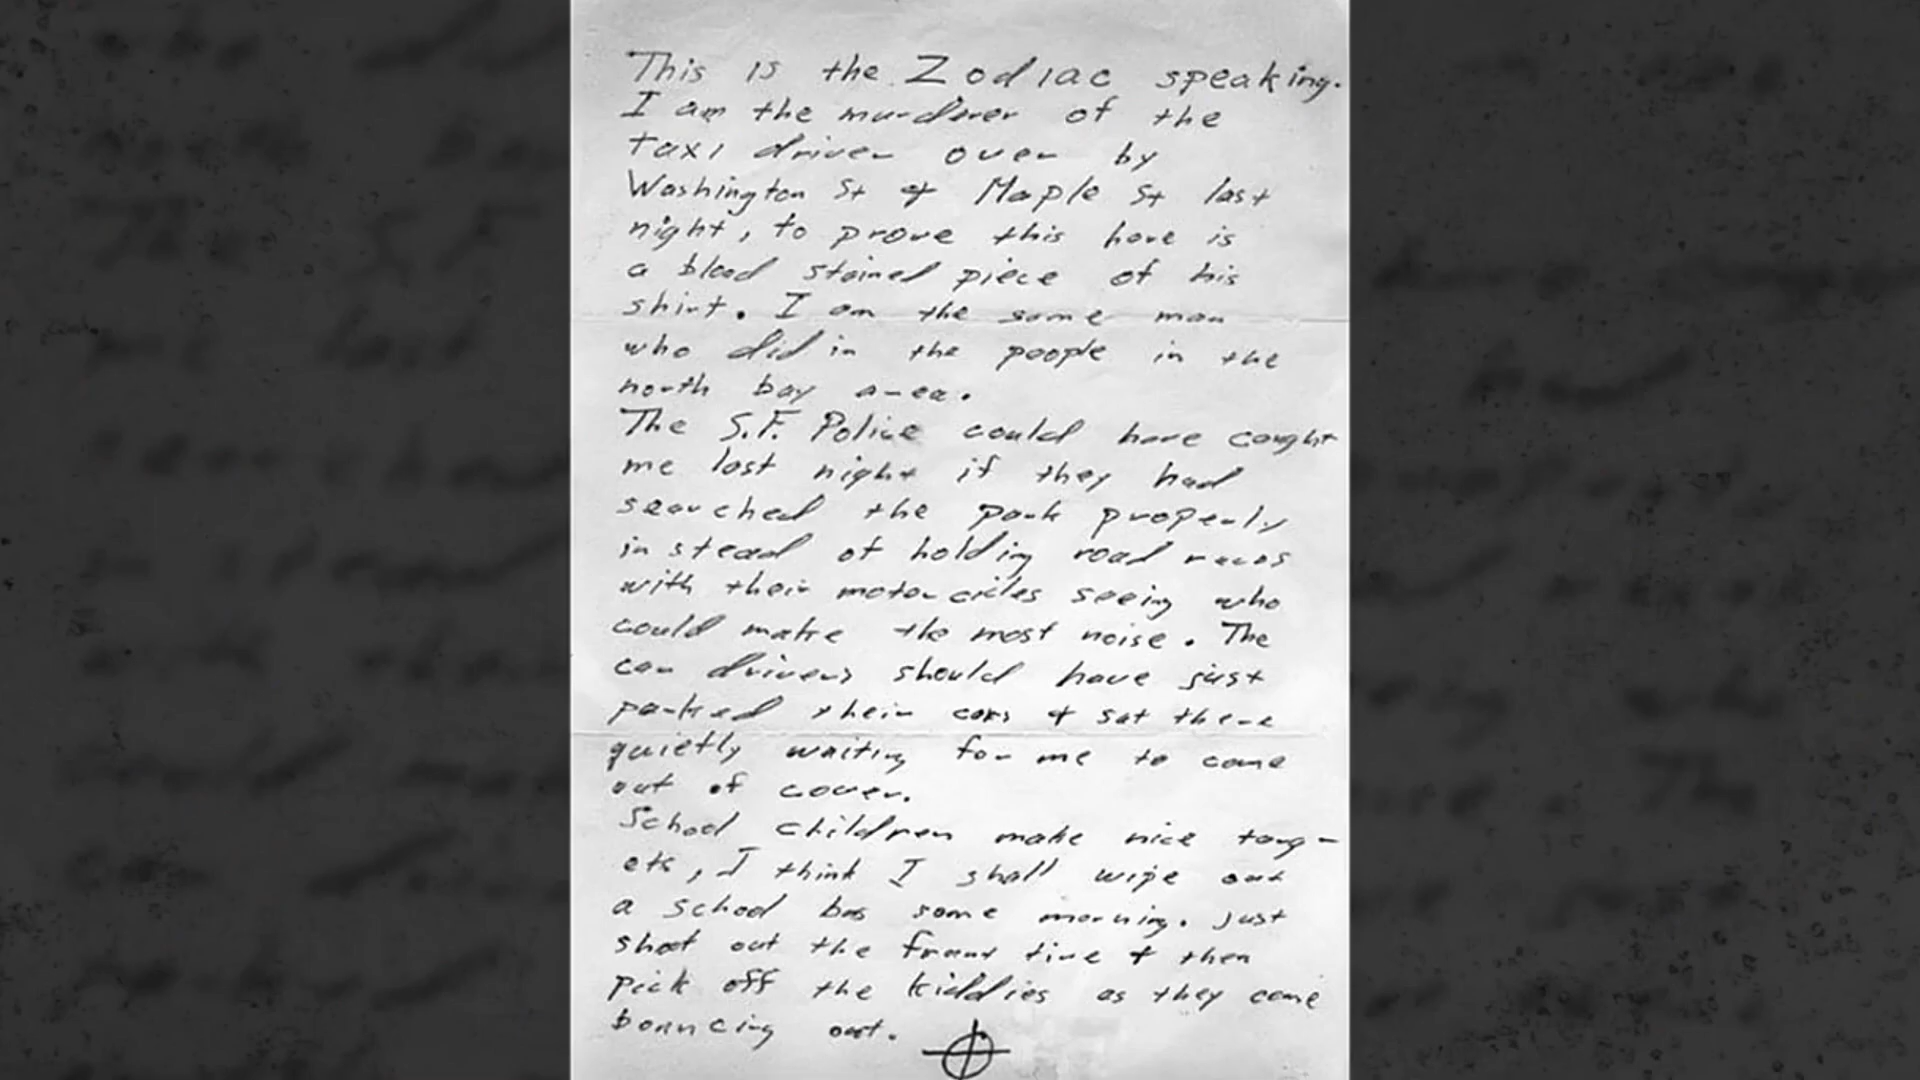 This is the Zodiac speaking.
I am the murderer of the
taxi driver over by
Washington St & Maple St last
night, to prove this here is
a blood stained piece of his
shirt. I am the same man
who did in the people in the
north bay area.
The S.F. Police could have caught
me last night if they had
searched the park properly
in stead of holding road races
with their motorcicles seeing who
could make the most noise. The
car drivers should have just
parked their cars & sat there
quietly waiting for me to come
out of cover.
School children make nice targ-
ets, I think I shall wipe out
a school bus some morning. Just
shoot out the front tire & then
pick off the kiddies as they come
bouncing out.